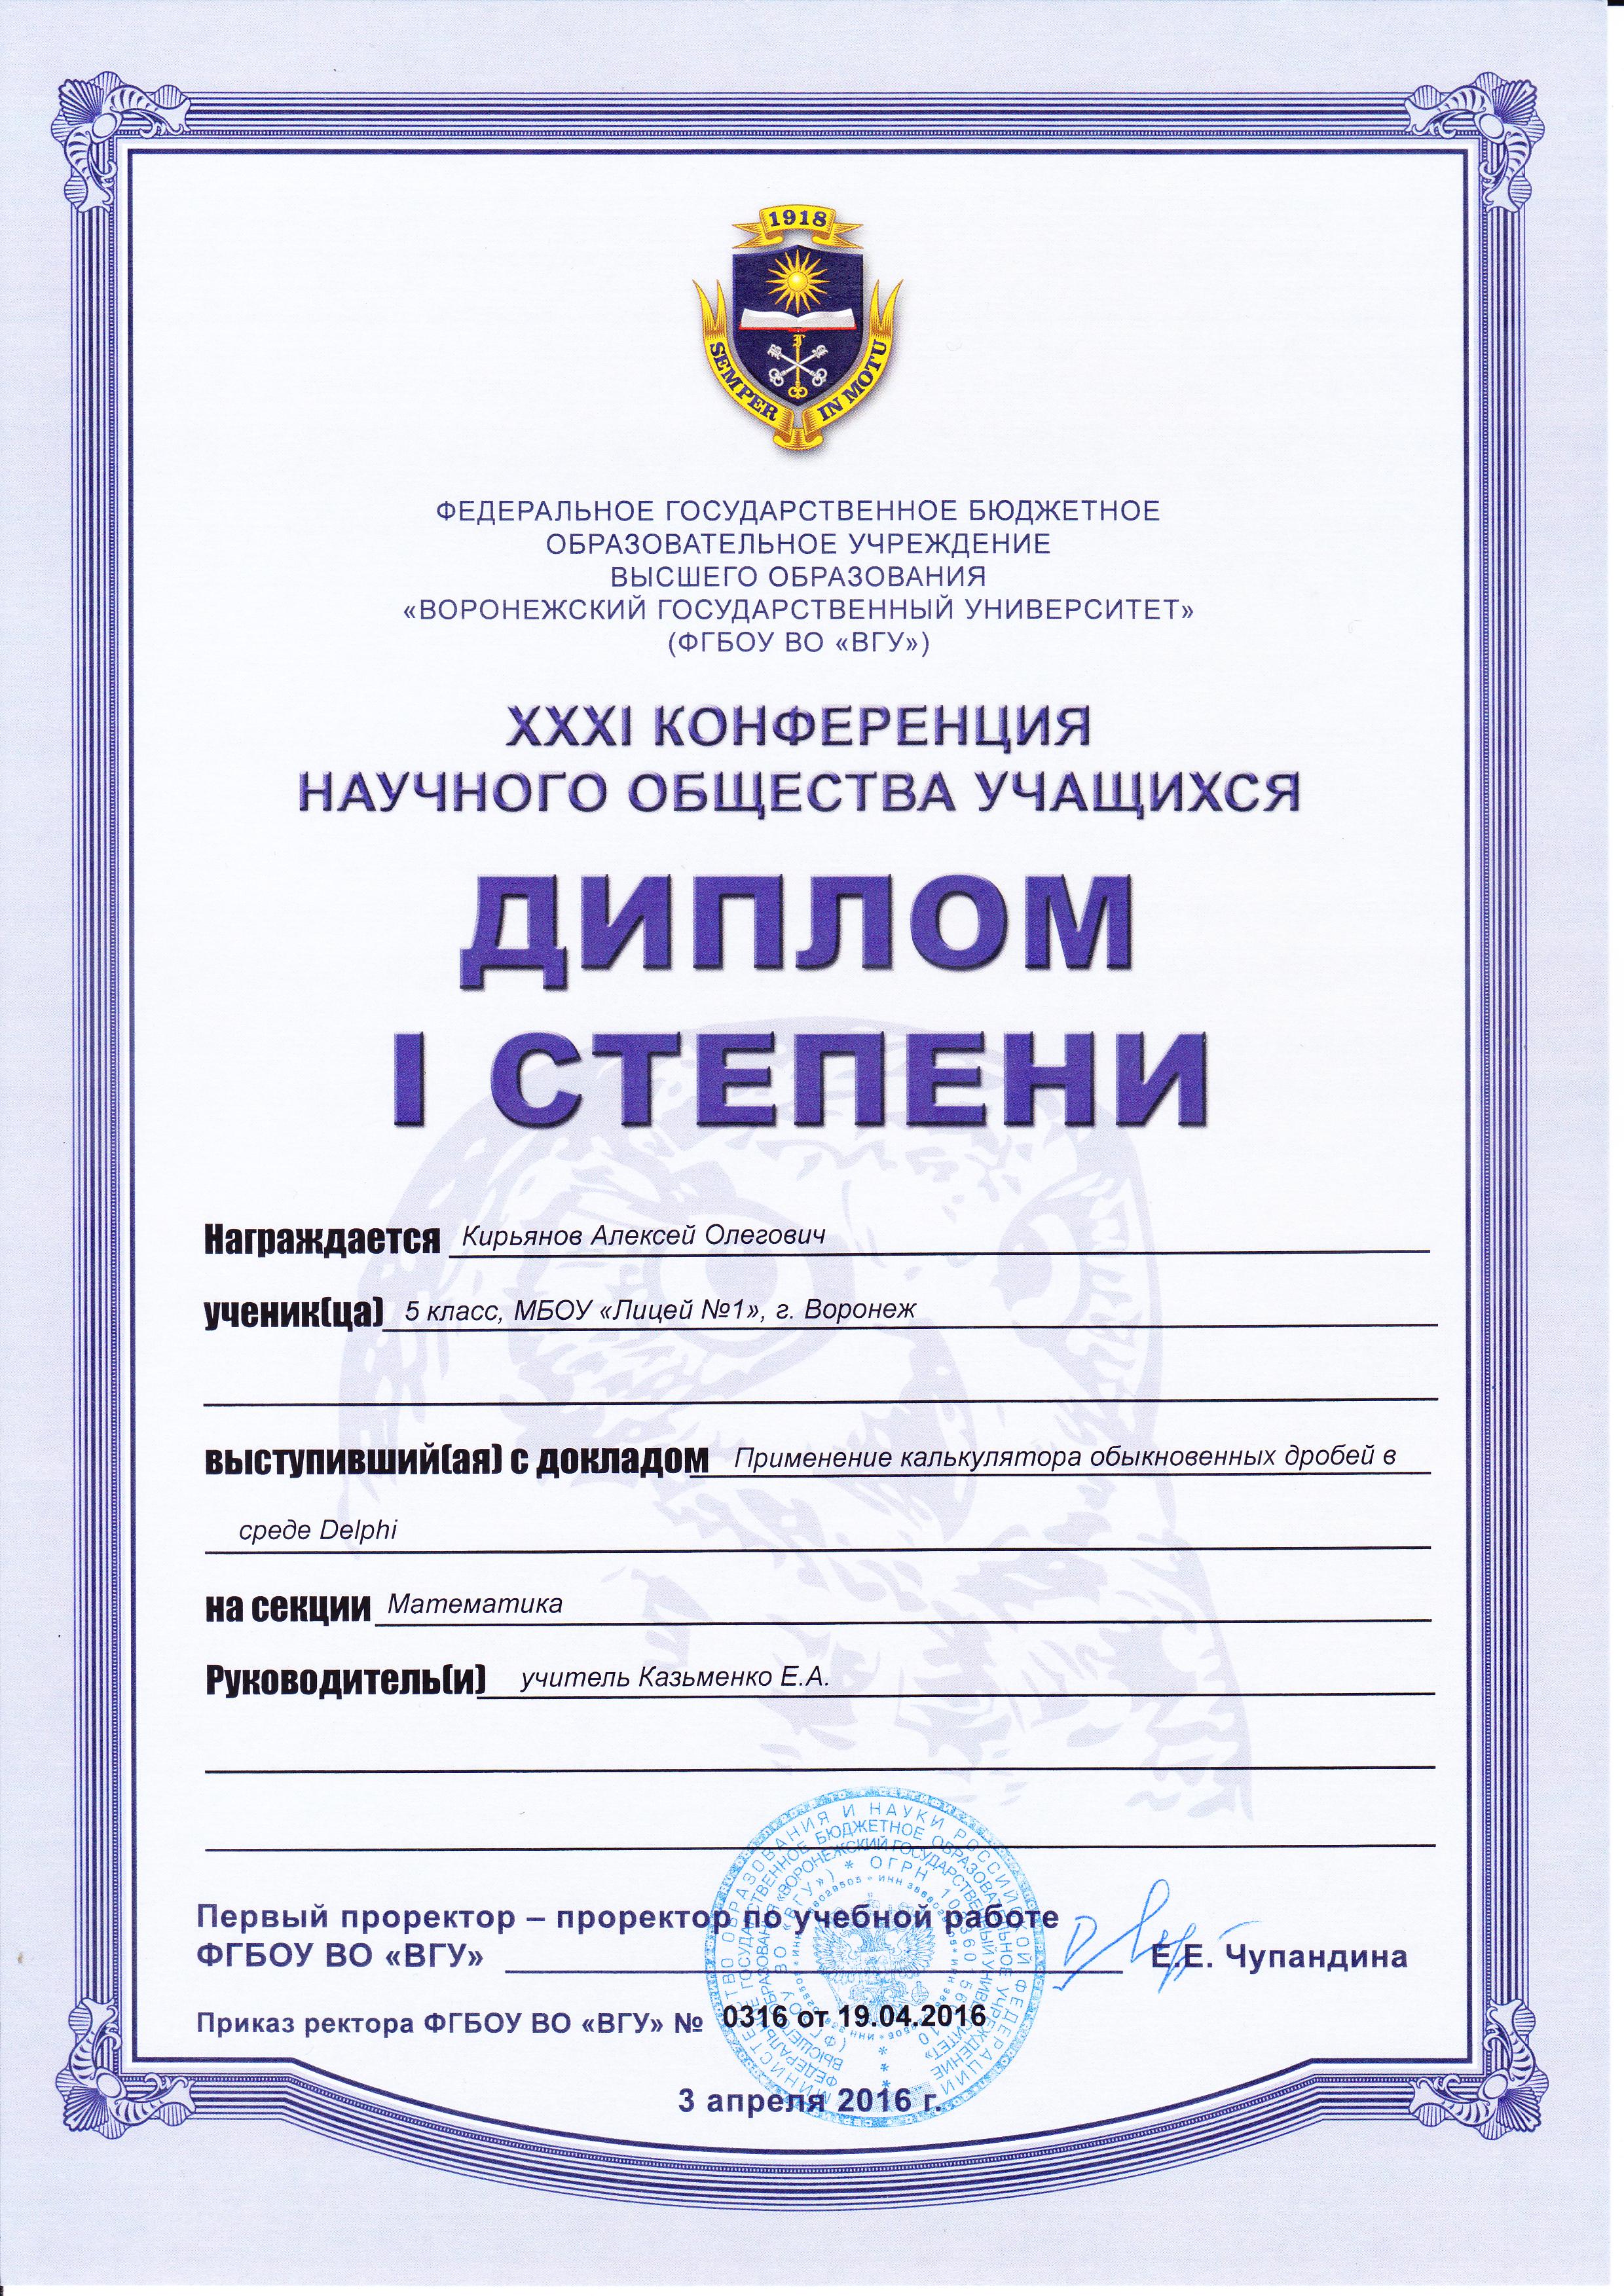 1918
SEMPER IN MOTU
ФЕДЕРАЛЬНОЕ ГОСУДАРСТВЕННОЕ БЮДЖЕТНОЕ
ОБРАЗОВАТЕЛЬНОЕ УЧРЕЖДЕНИЕ
ВЫСШЕГО ОБРАЗОВАНИЯ
«ВОРОНЕЖСКИЙ ГОСУДАРСТВЕННЫЙ УНИВЕРСИТЕТ»
(ФГБОУ ВО «ВГУ»)
XXXI КОНФЕРЕНЦИЯ
НАУЧНОГО ОБЩЕСТВА УЧАЩИХСЯ
ДИПЛОМ
I СТЕПЕНИ
Награждается Кирьянов Алексей Олегович
ученик(ца) 5 класс, МБОУ «Лицей №1», г. Воронеж
выступивший(ая) с докладом Применение калькулятора обыкновенных дробей в
среде Delphi
на секции Математика
Руководитель(и) учитель Казьменко Е.А.
Первый проректор – проректор по учебной работе
ФГБОУ ВО «ВГУ» Е.Е. Чупандина
Приказ ректора ФГБОУ ВО «ВГУ» № 0316 от 19.04.2016
3 апреля 2016 г.